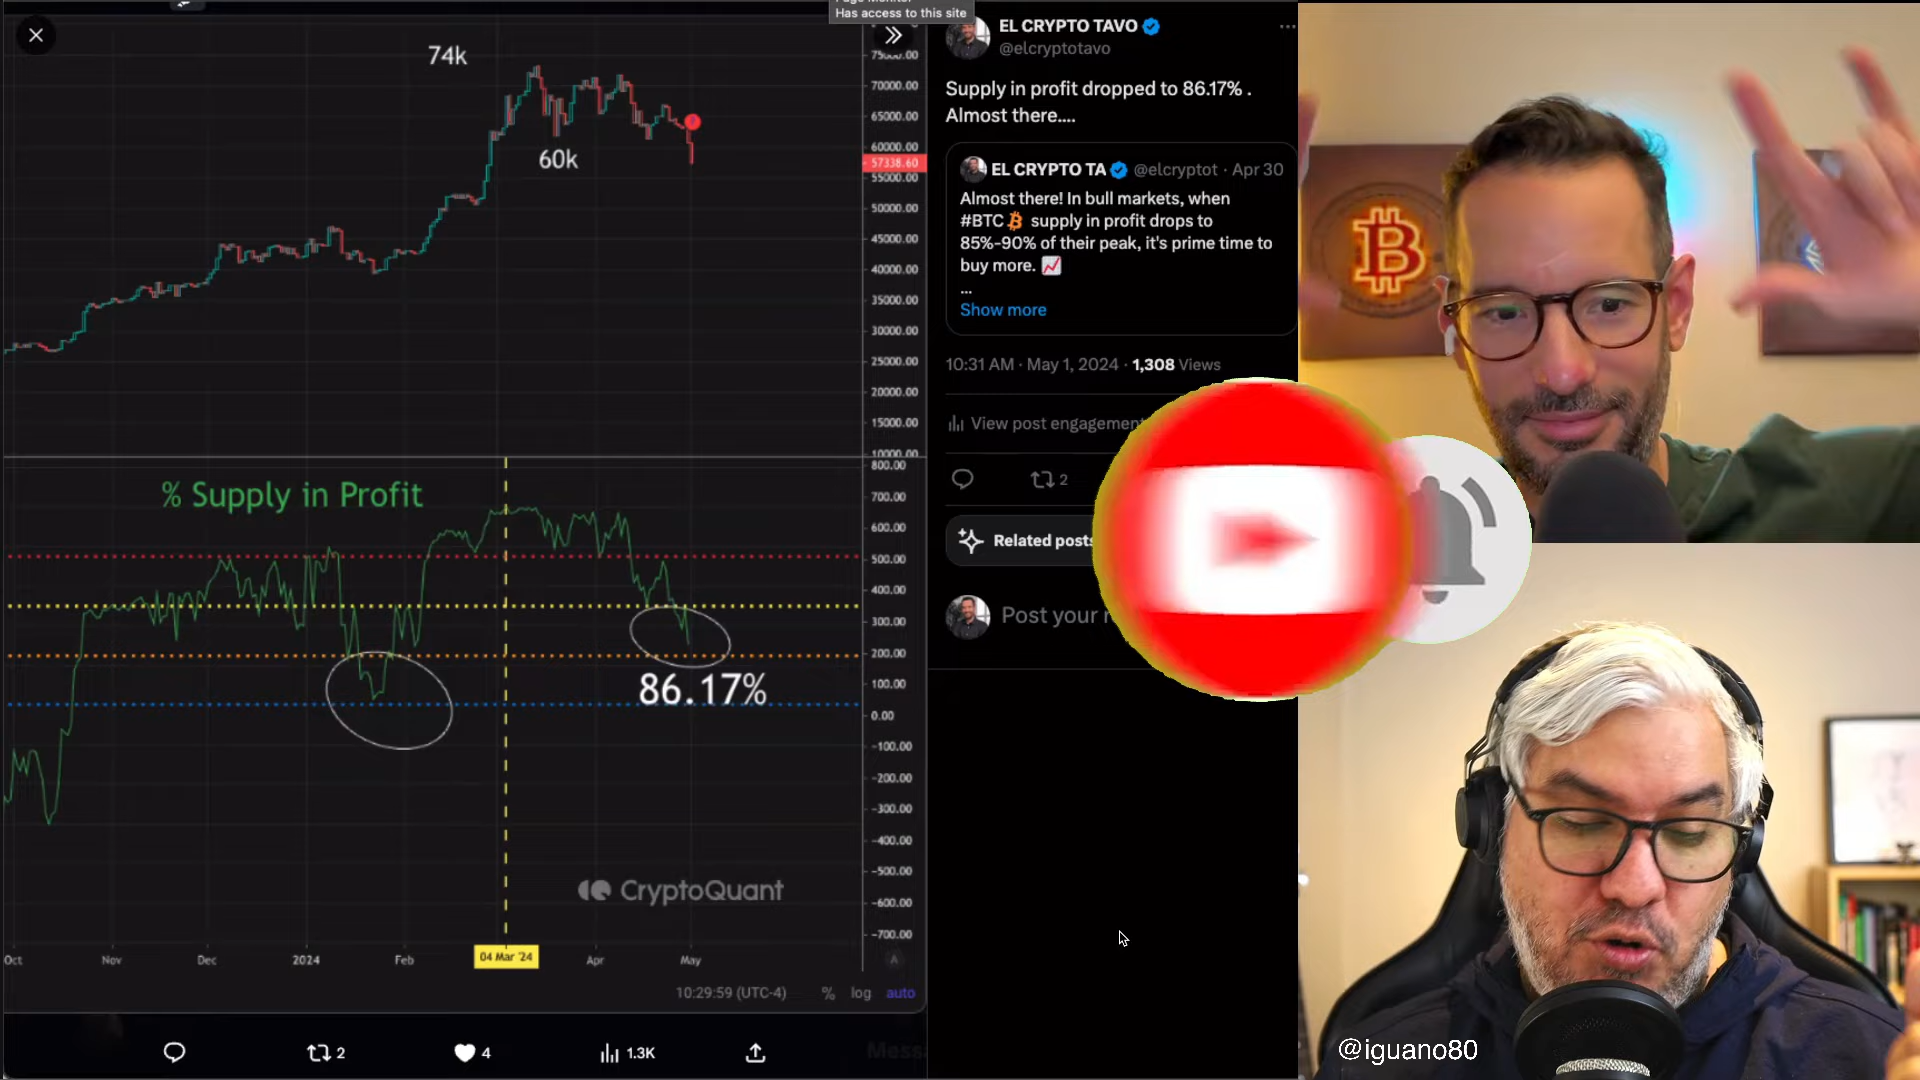 Has access to this site
74k
60k
75000.00
70000.00
65000.00
60000.00
57338.60
55000.00
50000.00
45000.00
40000.00
35000.00
30000.00
25000.00
20000.00
15000.00
10000.00
% Supply in Profit
86.17%
800.00
700.00
600.00
500.00
400.00
300.00
200.00
100.00
0.00
-100.00
-200.00
-300.00
-400.00
-500.00
-600.00
-700.00
CryptoQuant
Oct Nov Dec 2024 Feb 04 Mar '24 Apr May A
10:29:59 (UTC-4) % log auto
2 4 1.3K
EL CRYPTO TAVO
@elcryptotavo
Supply in profit dropped to 86.17% .
Almost there....
EL CRYPTO TA @elcryptot · Apr 30
Almost there! In bull markets, when
#BTC supply in profit drops to
85%-90% of their peak, it's prime time to
buy more.
...
Show more
10:31 AM · May 1, 2024 · 1,308 Views
View post engagement
2
Related posts
Post your
@iguano80